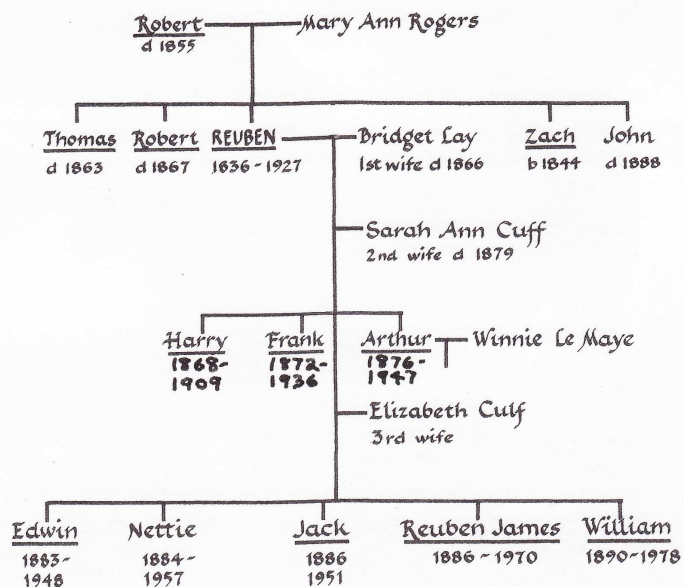 Robert
d 1855
Mary Ann Rogers
Thomas
d 1863
Robert
d 1867
REUBEN
1836 - 1927
Bridget Lay
1st wife d 1866
Zach
b 1844
John
d 1888
Sarah Ann Cuff
2nd wife d 1879
Harry
1868-
1909
Frank
1872-
1936
Arthur
1876-
1947
Winnie Le Maye
Elizabeth Culf
3rd wife
Edwin
1883-
1948
Nettie
1884-
1957
Jack
1886
1951
Reuben James
1886 - 1970
William
1890-1978